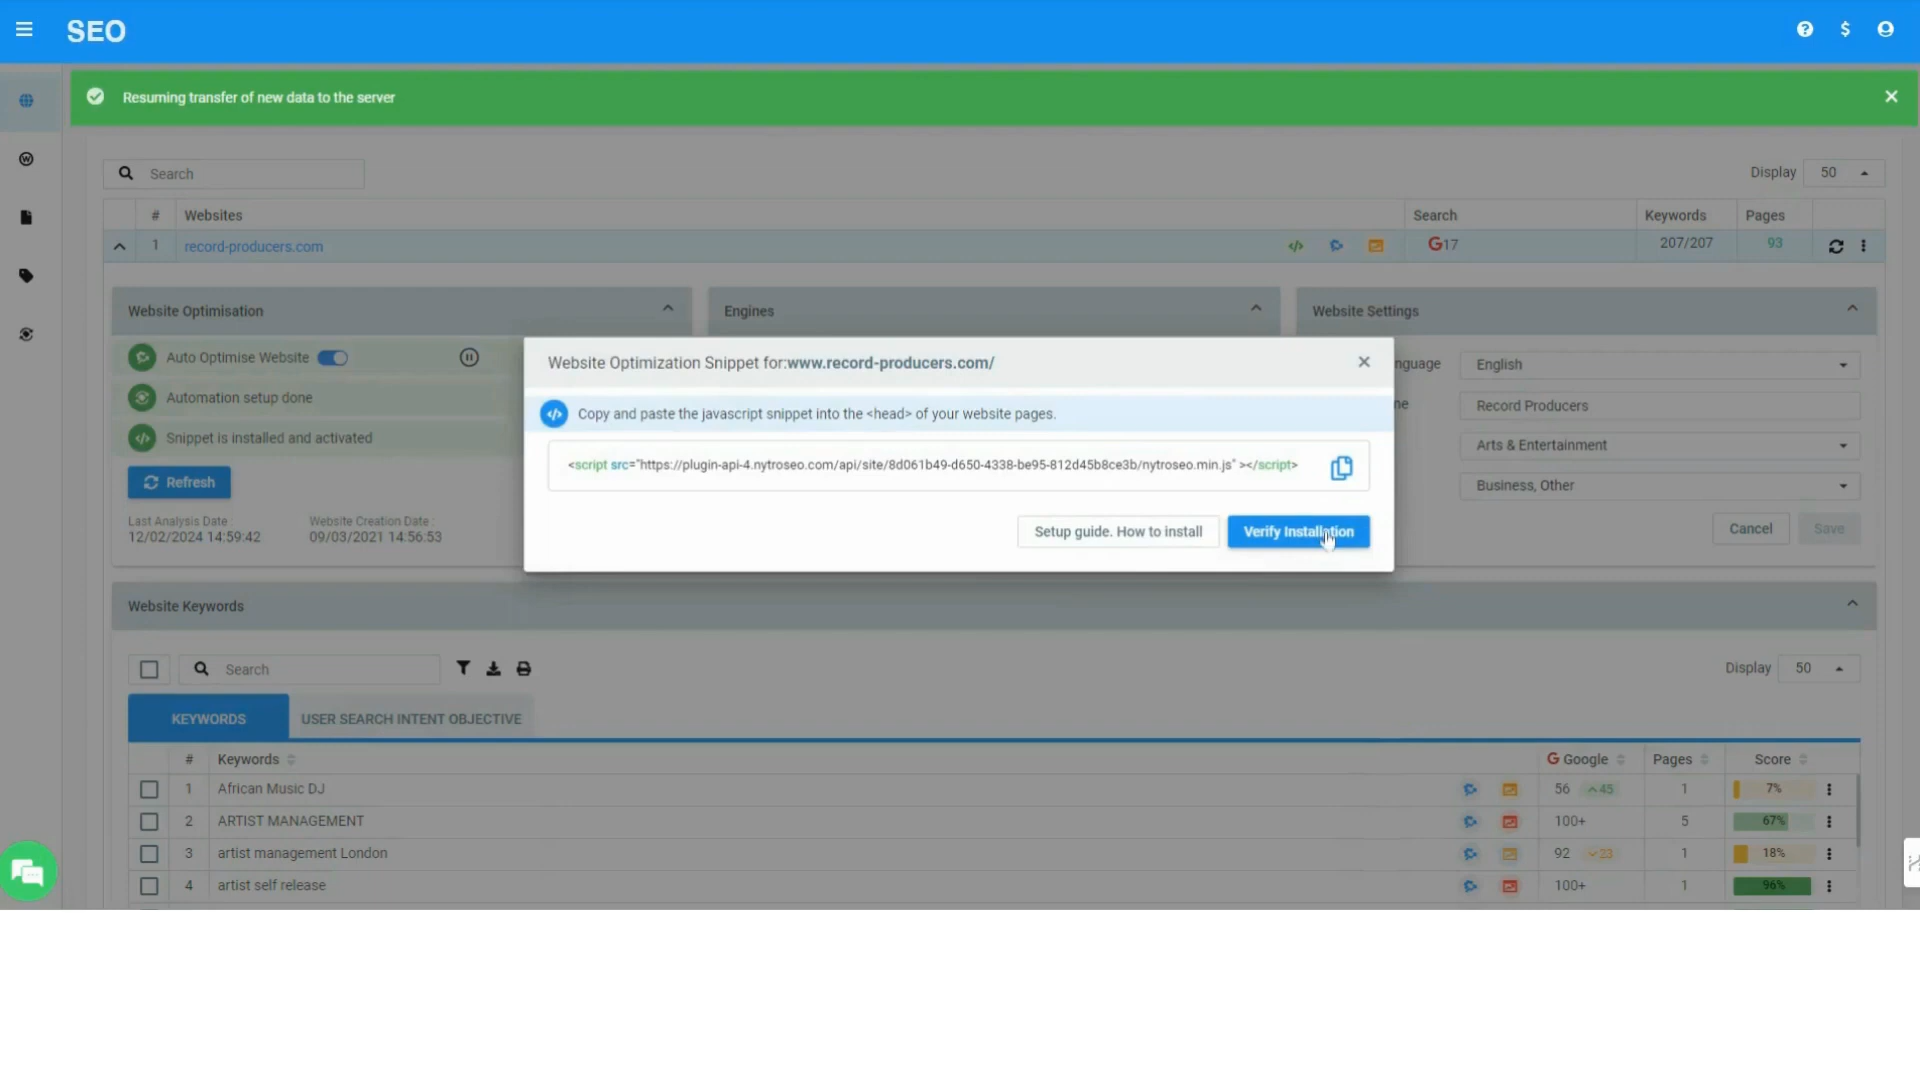 SEO
Resuming transfer of new data to the server
Search
Display 50
# Websites Search Keywords Pages
1 record-producers.com G17 207/207 93
Website Optimisation
Engines
Website Settings
Auto Optimise Website
Automation setup done
Snippet is installed and activated
Refresh
Last Analysis Date :
12/02/2024 14:59:42
Website Creation Date :
09/03/2021 14:56:53
Website Optimization Snippet for:www.record-producers.com/
Copy and paste the javascript snippet into the <head> of your website pages.
<script src="https://plugin-api-4.nytroseo.com/api/site/8d061b49-d650-4338-be95-812d45b8ce3b/nytroseo.min.js" ></script>
Setup guide. How to install
Verify Installation
nguage English
me Record Producers
Arts & Entertainment
Business, Other
Cancel Save
Website Keywords
Search
Display 50
KEYWORDS USER SEARCH INTENT OBJECTIVE
# Keywords G Google Pages Score
1 African Music DJ 56 45 1 7%
2 ARTIST MANAGEMENT 100+ 5 67%
3 artist management London 92 23 1 18%
4 artist self release 100+ 1 96%